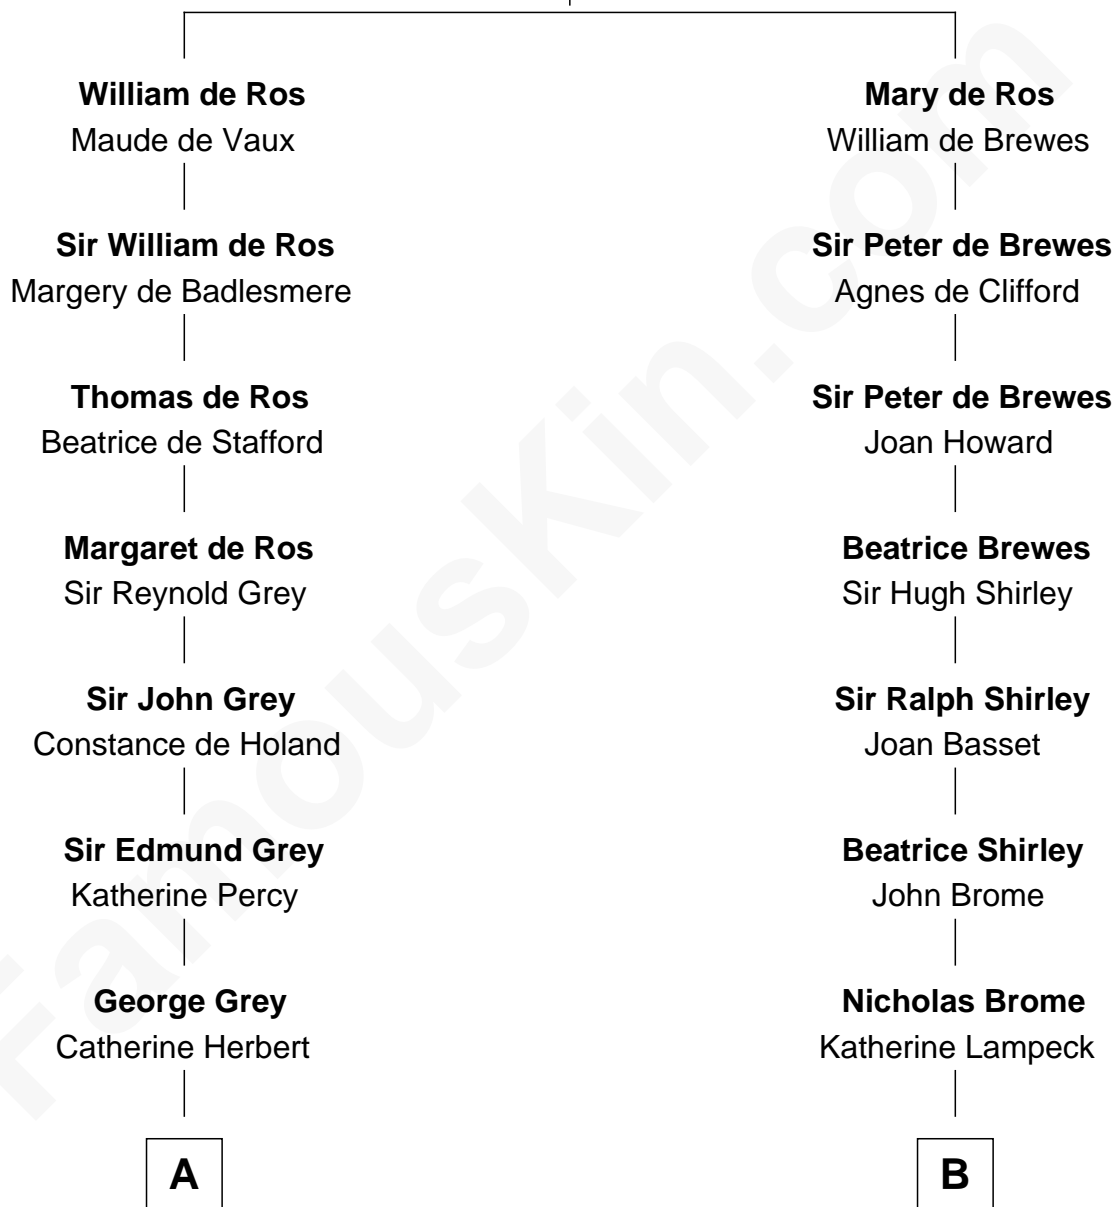 William de Ros
Maude de Vaux
Sir William de Ros
Margery de Badlesmere
Thomas de Ros
Beatrice de Stafford
Margaret de Ros
Sir Reynold Grey
Sir John Grey
Constance de Holand
Sir Edmund Grey
Katherine Percy
George Grey
Catherine Herbert
A
Mary de Ros
William de Brewes
Sir Peter de Brewes
Agnes de Clifford
Sir Peter de Brewes
Joan Howard
Beatrice Brewes
Sir Hugh Shirley
Sir Ralph Shirley
Joan Basset
Beatrice Shirley
John Brome
Nicholas Brome
Katherine Lampeck
B
FamousKin.com